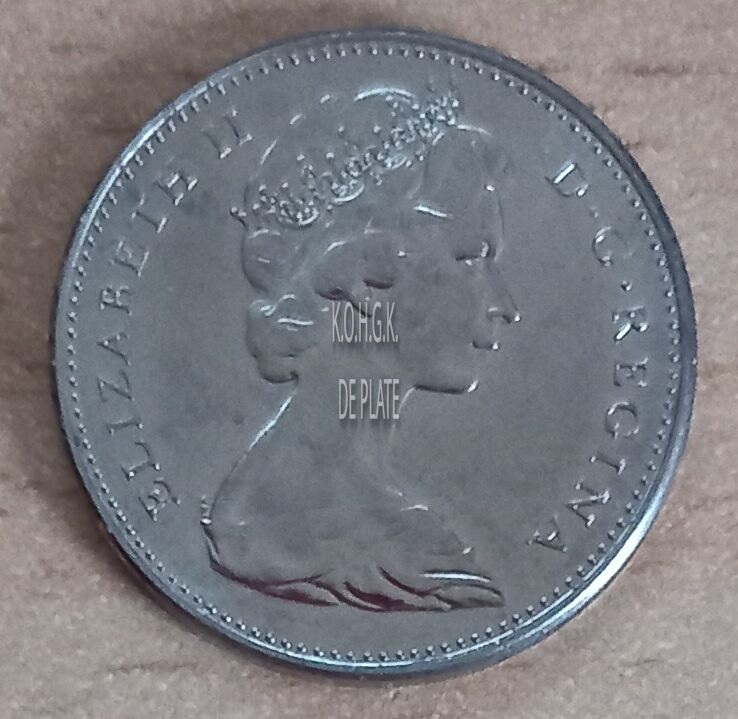 ELIZABETH II
D · G · REGINA
K.O.H.G.K.
DE PLATE